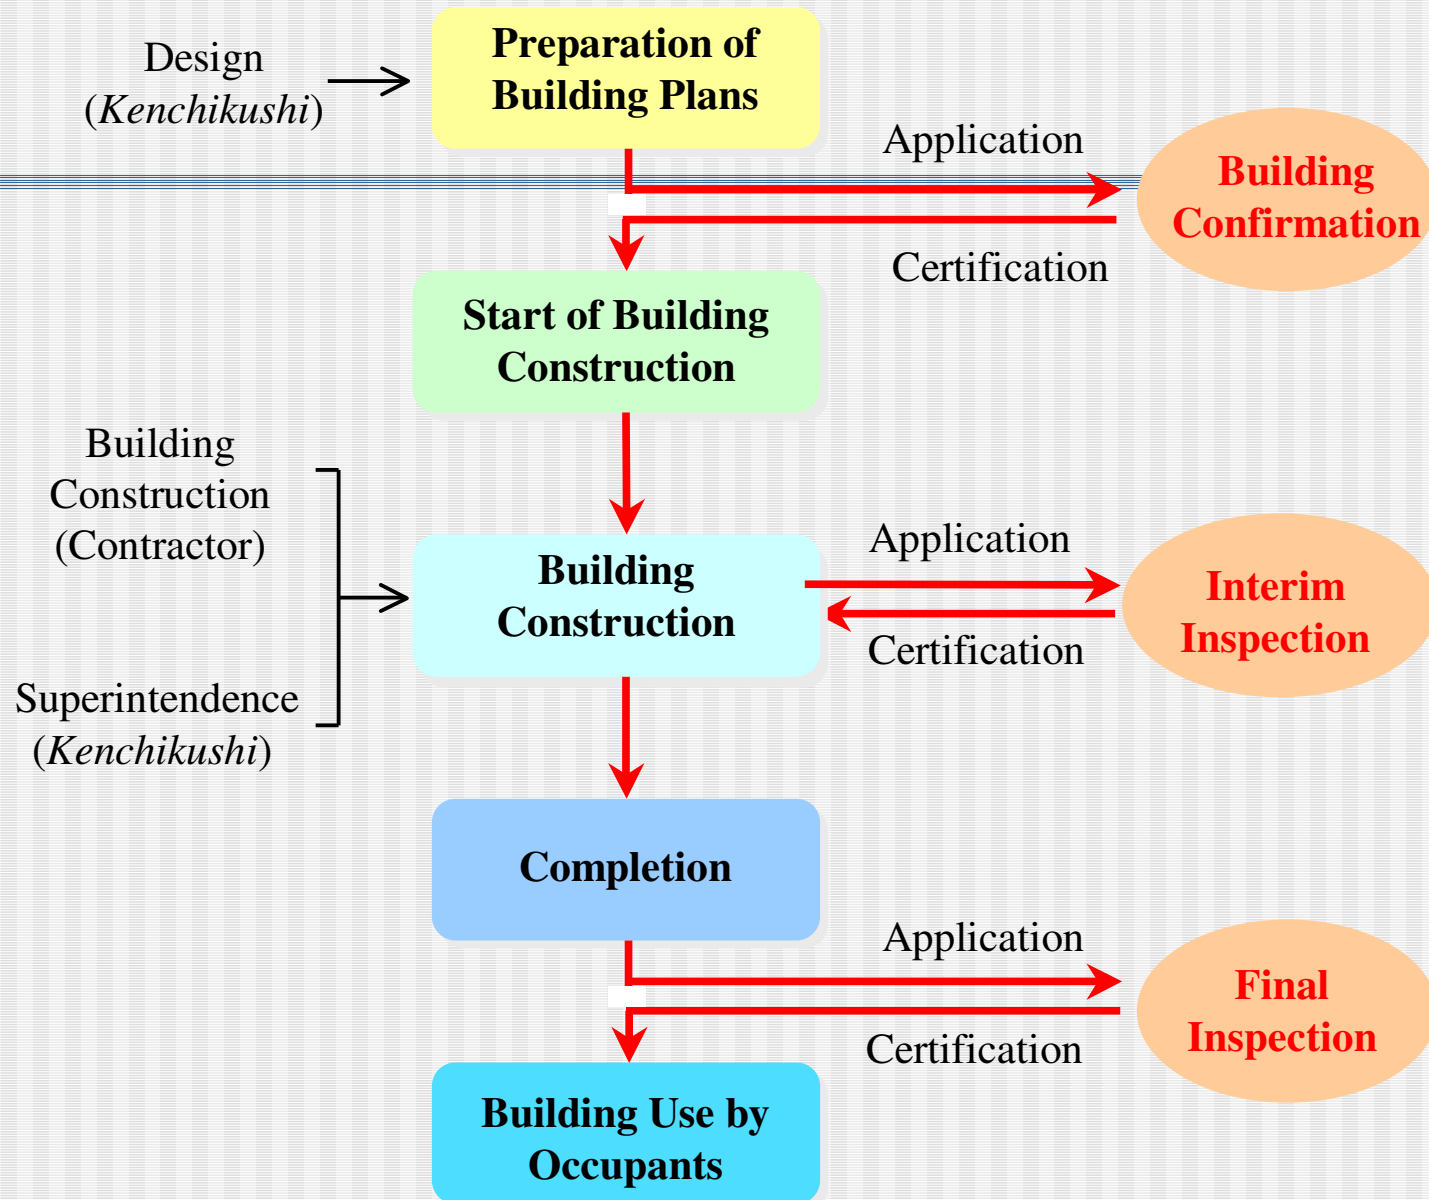 Design
(Kenchikushi)
Preparation of
Building Plans
Application
Building
Confirmation
Certification
Start of Building
Construction
Building
Construction
(Contractor)
Building
Construction
Application
Interim
Inspection
Certification
Superintendence
(Kenchikushi)
Completion
Application
Final
Inspection
Certification
Building Use by
Occupants